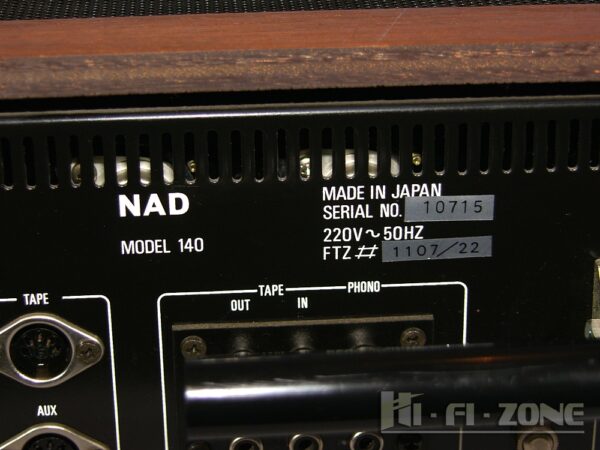 NAD
MODEL 140
MADE IN JAPAN
SERIAL NO. 10715
220V~50HZ
FTZ # 1107/22
TAPE
AUX
TAPE PHONO
OUT IN
HI-FI-ZONE